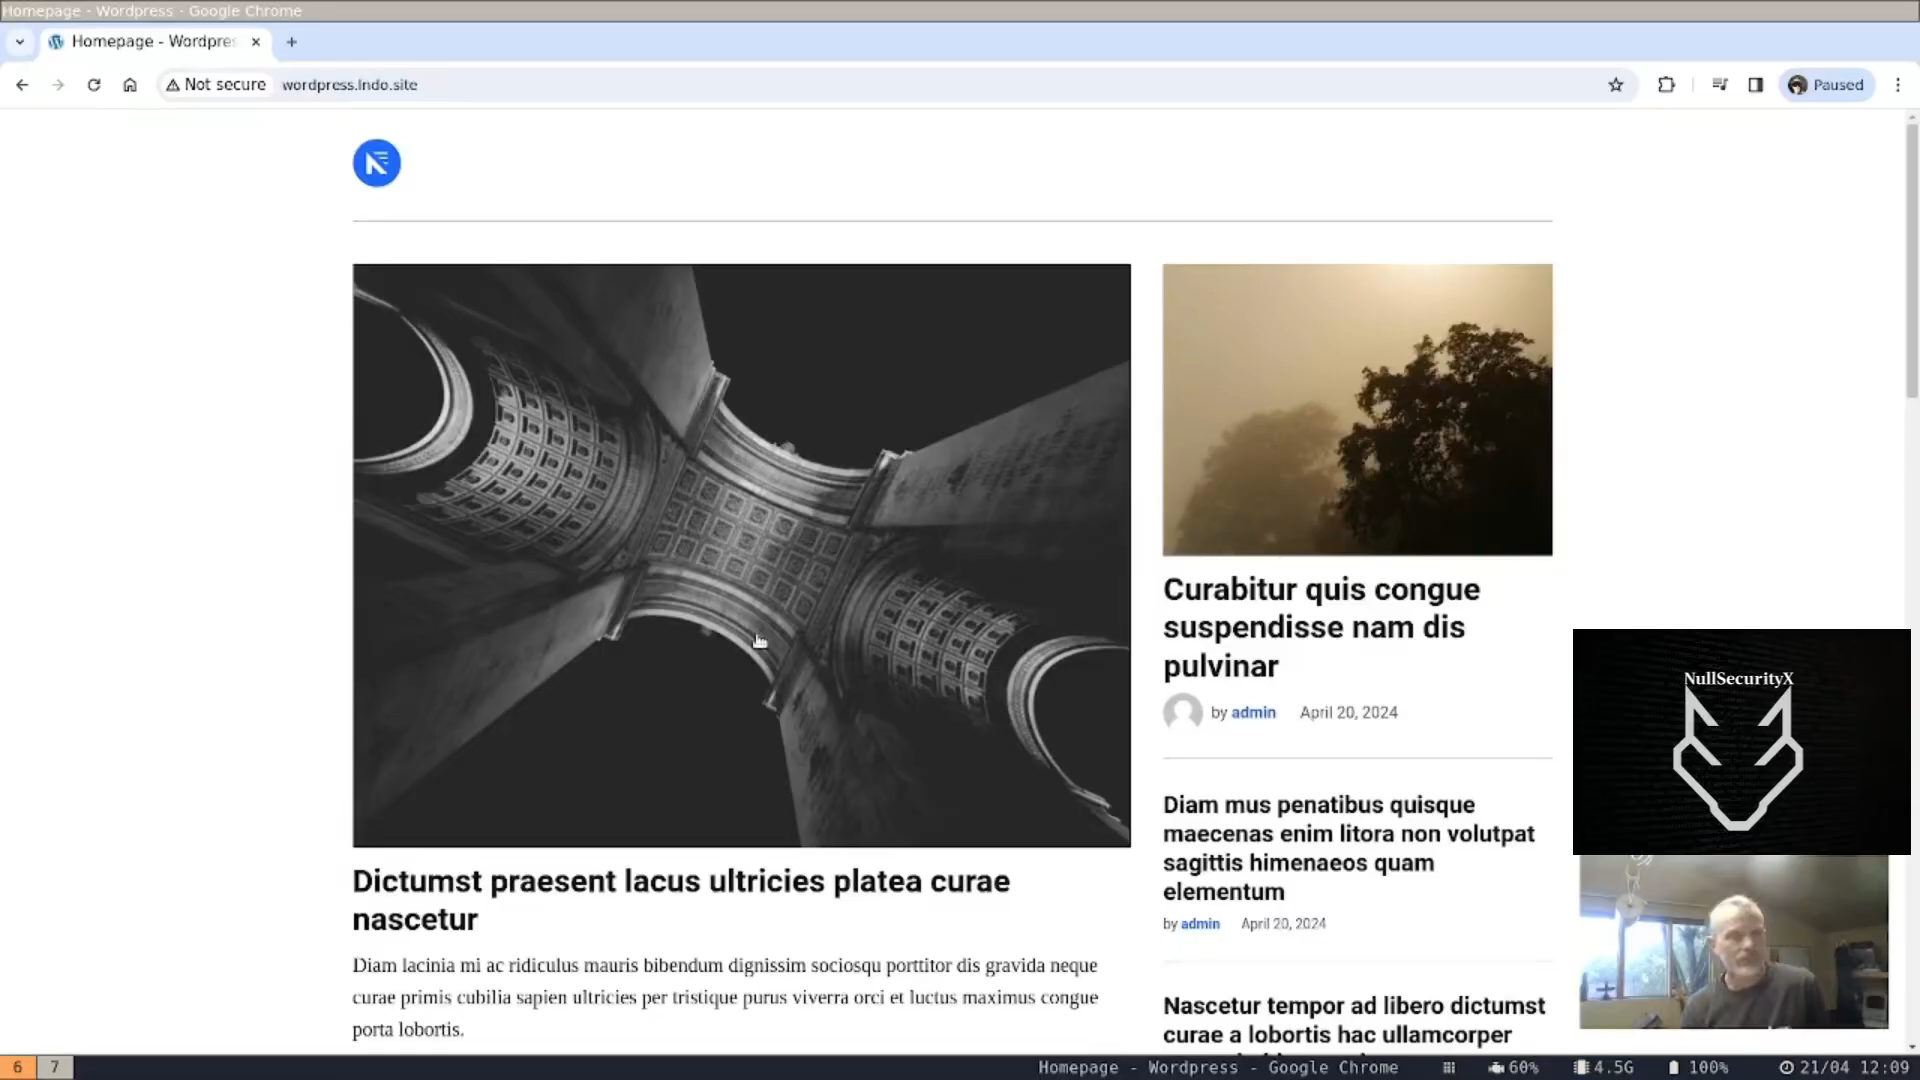 Homepage - Wordpress - Google Chrome
Homepage - Wordpres
Not secure
wordpress.lndo.site
Paused
Dictumst praesent lacus ultricies platea curae
nascetur
Diam lacinia mi ac ridiculus mauris bibendum dignissim sociosqu porttitor dis gravida neque
curae primis cubilia sapien ultricies per tristique purus viverra orci et luctus maximus congue
porta lobortis.
Curabitur quis congue
suspendisse nam dis
pulvinar
by admin April 20, 2024
Diam mus penatibus quisque
maecenas enim litora non volutpat
sagittis himenaeos quam
elementum
by admin April 20, 2024
Nascetur tempor ad libero dictumst
curae a lobortis hac ullamcorper
NullSecurityX
6 7 Homepage - Wordpress - Google Chrome 60% 4.5G 100% 21/04 12:09